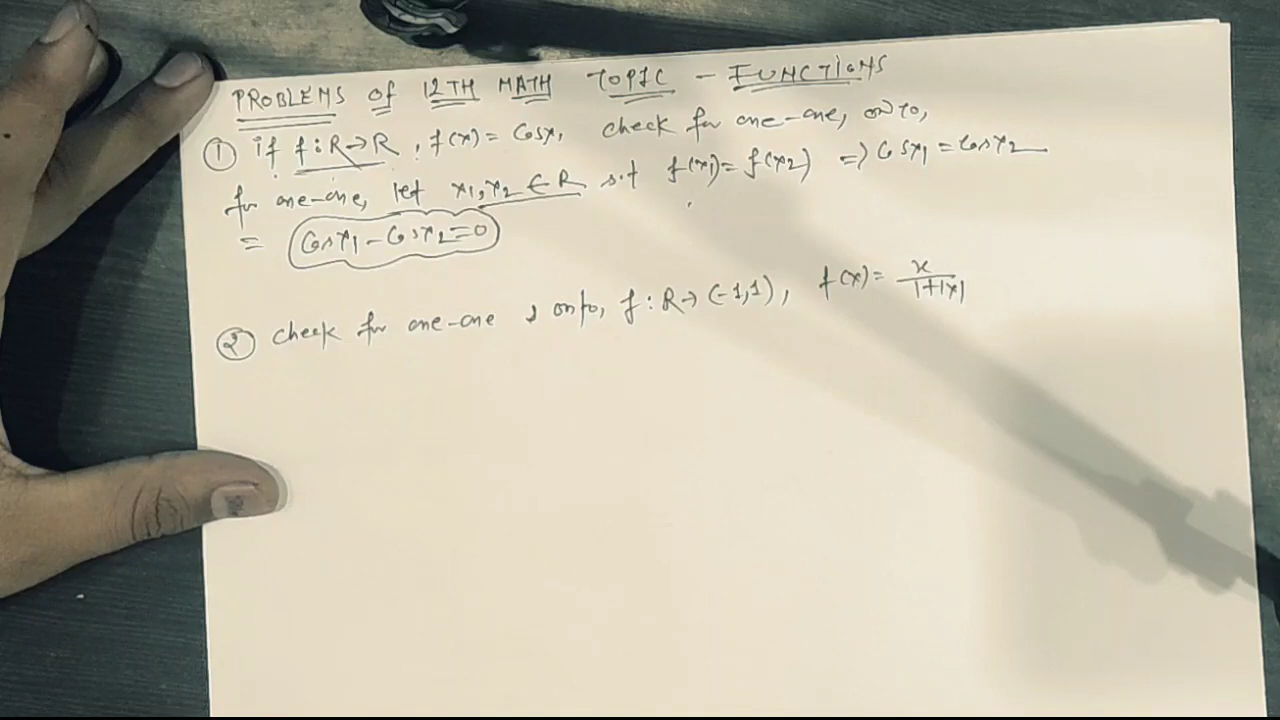 PROBLEMS of 12TH MATH TOPIC - FUNCTIONS
① if f:R→R, f(x) = Cosx, check for one-one, onto,
for one-one, let x₁,x₂ ∈ R s.t f(x₁) = f(x₂) ⇒ Cosx₁ = Cosx₂
= Cosx₁ - Cosx₂ = 0
② check for one-one & onto, f:R→(-1,1), f(x) = x/1+|x|